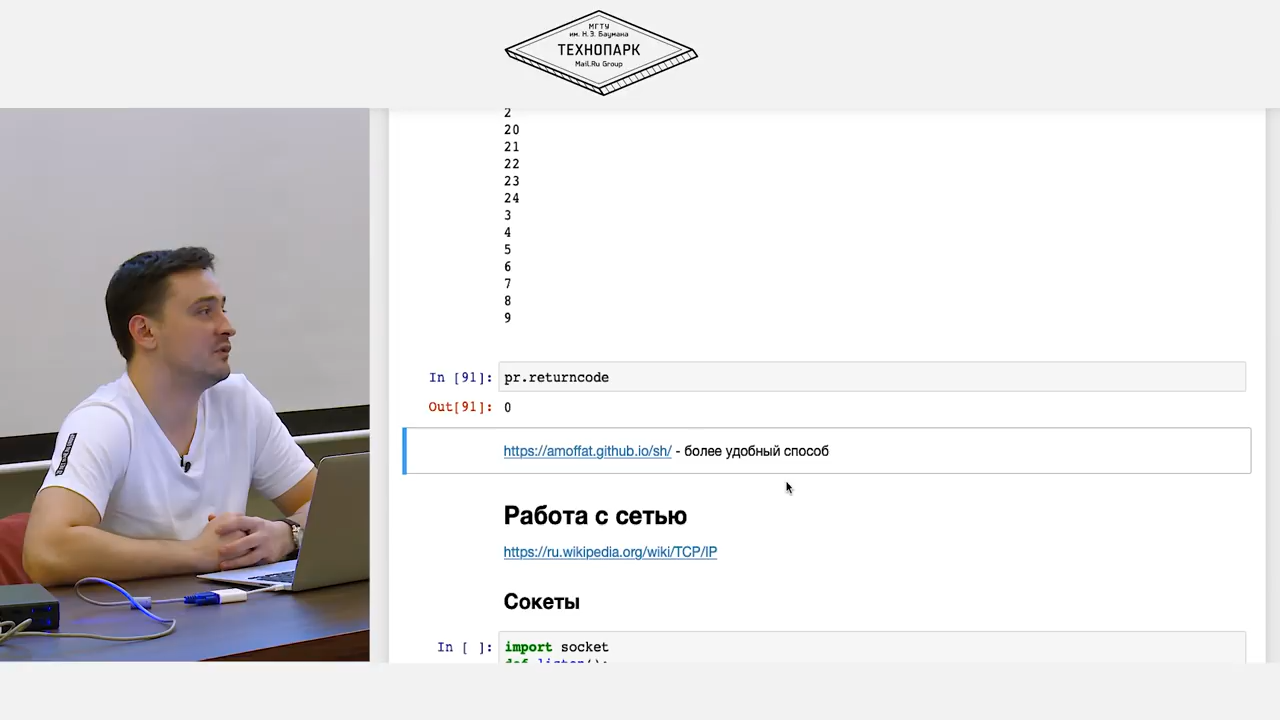 МГТУ
им. Н.Э. Баумана
ТЕХНОПАРК
Mail.Ru Group
2
20
21
22
23
24
3
4
5
6
7
8
9
In [91]: pr.returncode
Out[91]: 0
https://amoffat.github.io/sh/ - более удобный способ
Работа с сетью
https://ru.wikipedia.org/wiki/TCP/IP
Сокеты
In [ ]: import socket
def listen():